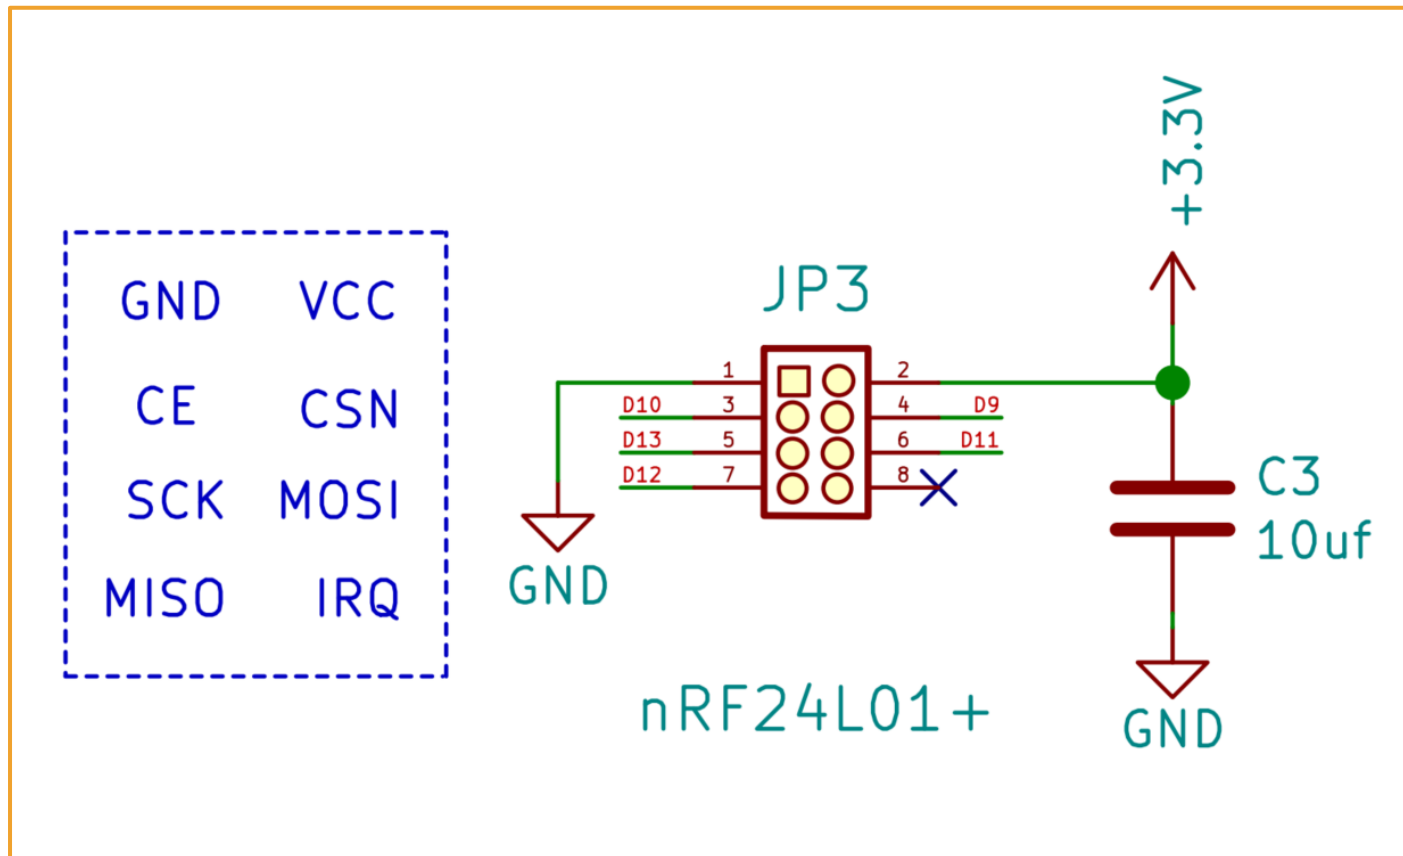 +3.3V
GND VCC
CE CSN
SCK MOSI
MISO IRQ
JP3
1 2
D10 3 4 D9
D13 5 6 D11
D12 7 8
GND
C3
10uf
nRF24L01+
GND